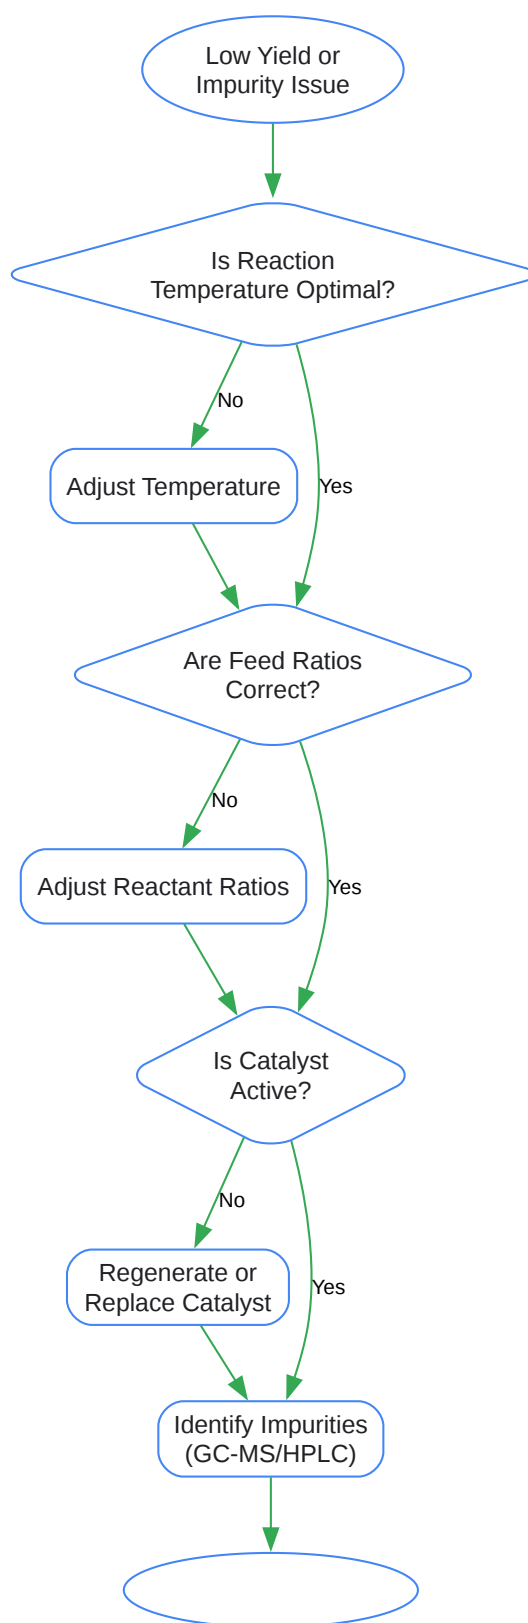 Low Yield or
Impurity Issue
Is Reaction
Temperature Optimal?
No
Adjust Temperature
Yes
Are Feed Ratios
Correct?
No
Adjust Reactant Ratios
Yes
Is Catalyst
Active?
No
Regenerate or
Replace Catalyst
Yes
Identify Impurities
(GC-MS/HPLC)